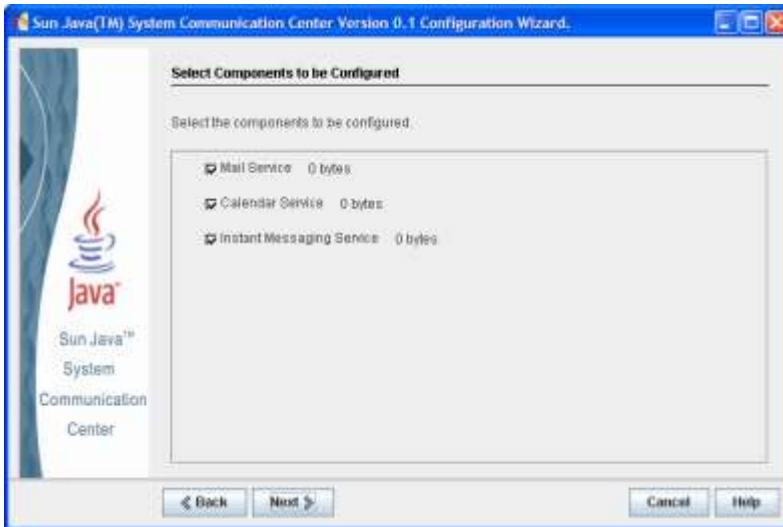 Sun Java(TM) System Communication Center Version 0.1 Configuration Wizard.
Select Components to be Configured
Select the components to be configured.
Mail Service 0 bytes
Calendar Service 0 bytes
Instant Messaging Service 0 bytes
Java™
Sun Java™
System
Communication
Center
Back Next Cancel Help